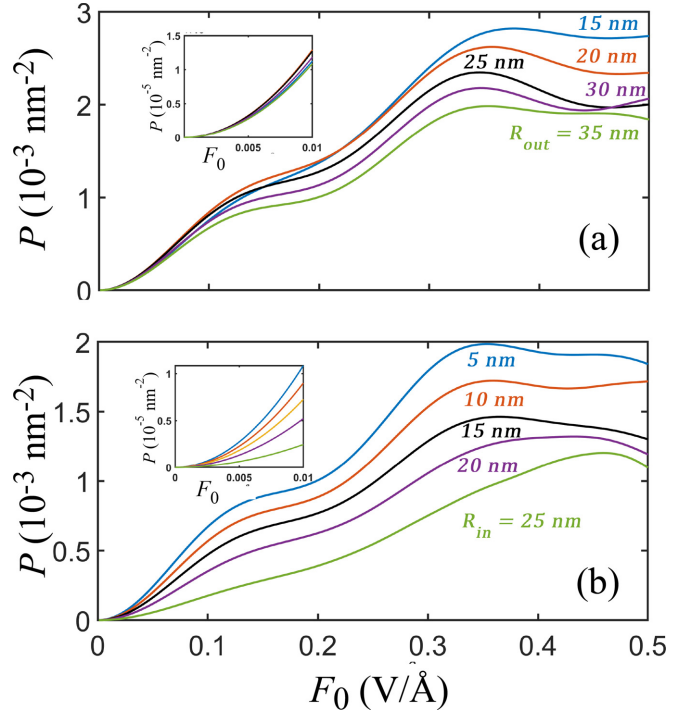 3
2
1
0
P (10⁻³ nm⁻²)
15 nm
20 nm
25 nm
30 nm
R_out = 35 nm
(a)
1.5
1
0.5
0
P (10⁻⁵ nm⁻²)
0.005
0.01
F₀
2
1.5
1
0.5
0
P (10⁻³ nm⁻²)
5 nm
10 nm
15 nm
20 nm
R_in = 25 nm
(b)
1
0.5
0
P (10⁻⁵ nm⁻²)
0
0.005
0.01
F₀
0
0.1
0.2
0.3
0.4
0.5
F₀ (V/Å)